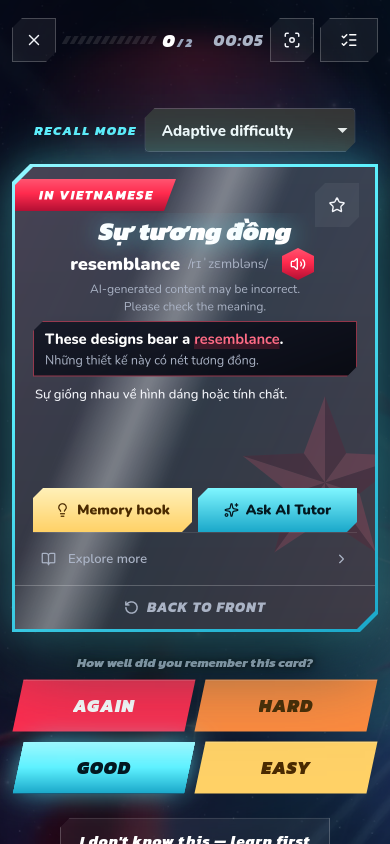 0/2 00:05
RECALL MODE Adaptive difficulty
IN VIETNAMESE
Sự tương đồng
resemblance /rɪˈzɛmbləns/
AI-generated content may be incorrect.
Please check the meaning.
These designs bear a resemblance.
Những thiết kế này có nét tương đồng.
Sự giống nhau về hình dáng hoặc tính chất.
Memory hook Ask AI Tutor
Explore more
BACK TO FRONT
How well did you remember this card?
AGAIN HARD
GOOD EASY
I don't know this — learn first